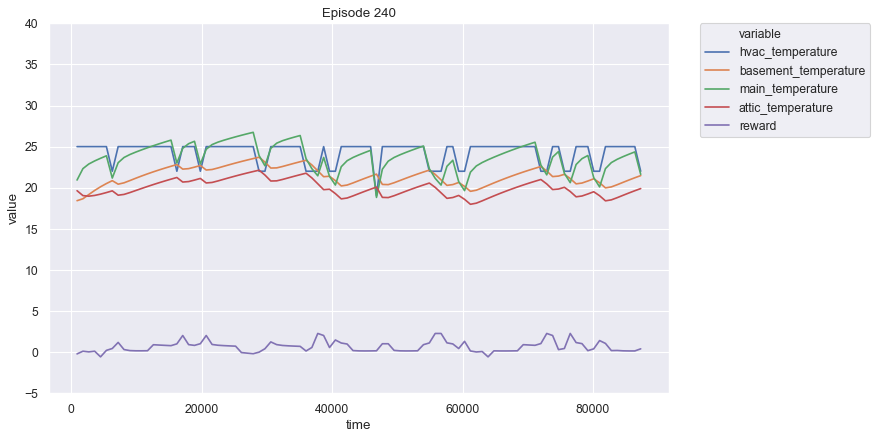 Episode 240
40
35
30
25
20
15
10
5
0
−5
value
0
20000
40000
60000
80000
time
variable
hvac_temperature
basement_temperature
main_temperature
attic_temperature
reward